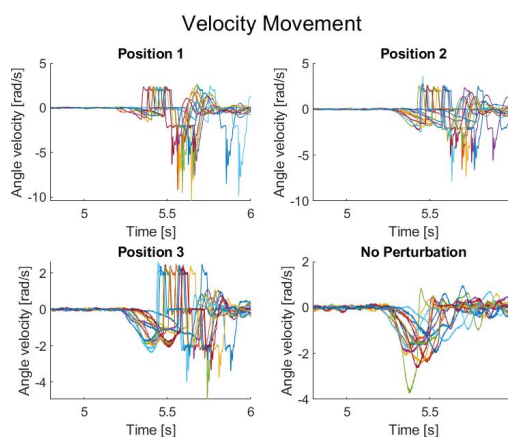 Velocity Movement
Position 1
Angle velocity [rad/s]
5
0
-5
-10
5
5.5
6
Time [s]
Position 2
Angle velocity [rad/s]
5
0
-5
-10
5
5.5
Time [s]
Position 3
Angle velocity [rad/s]
2
0
-2
-4
5
5.5
6
Time [s]
No Perturbation
Angle velocity [rad/s]
2
0
-2
-4
5
5.5
Time [s]